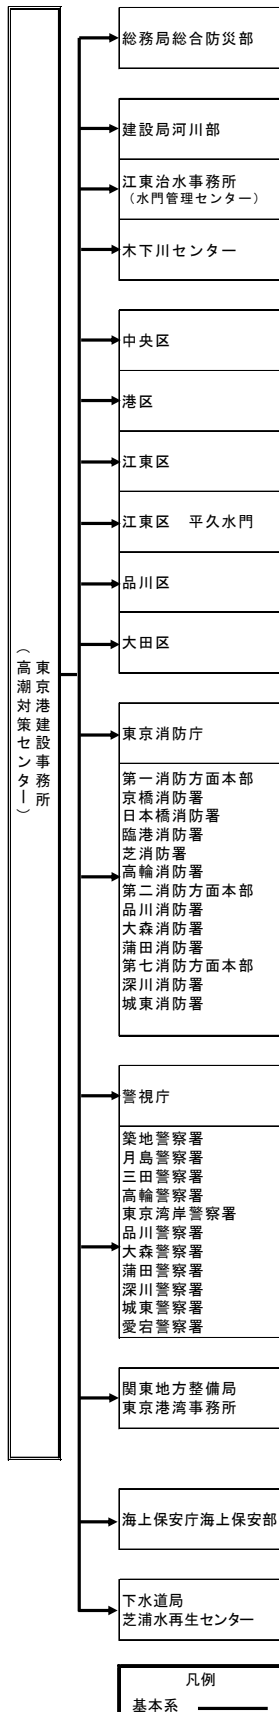 東京港建設事務所
（高潮対策センター）
総務局総合防災部
建設局河川部
江東治水事務所
（水門管理センター）
木下川センター
中央区
港区
江東区
江東区　平久水門
品川区
大田区
東京消防庁
第一消防方面本部
京橋消防署
日本橋消防署
臨港消防署
芝消防署
高輪消防署
第二消防方面本部
品川消防署
大森消防署
蒲田消防署
第七消防方面本部
深川消防署
城東消防署
警視庁
築地警察署
月島警察署
三田警察署
高輪警察署
東京湾岸警察署
品川警察署
大森警察署
蒲田警察署
深川警察署
城東警察署
愛宕警察署
関東地方整備局
東京港湾事務所
海上保安庁海上保安部
下水道局
芝浦水再生センター
凡例
基本系